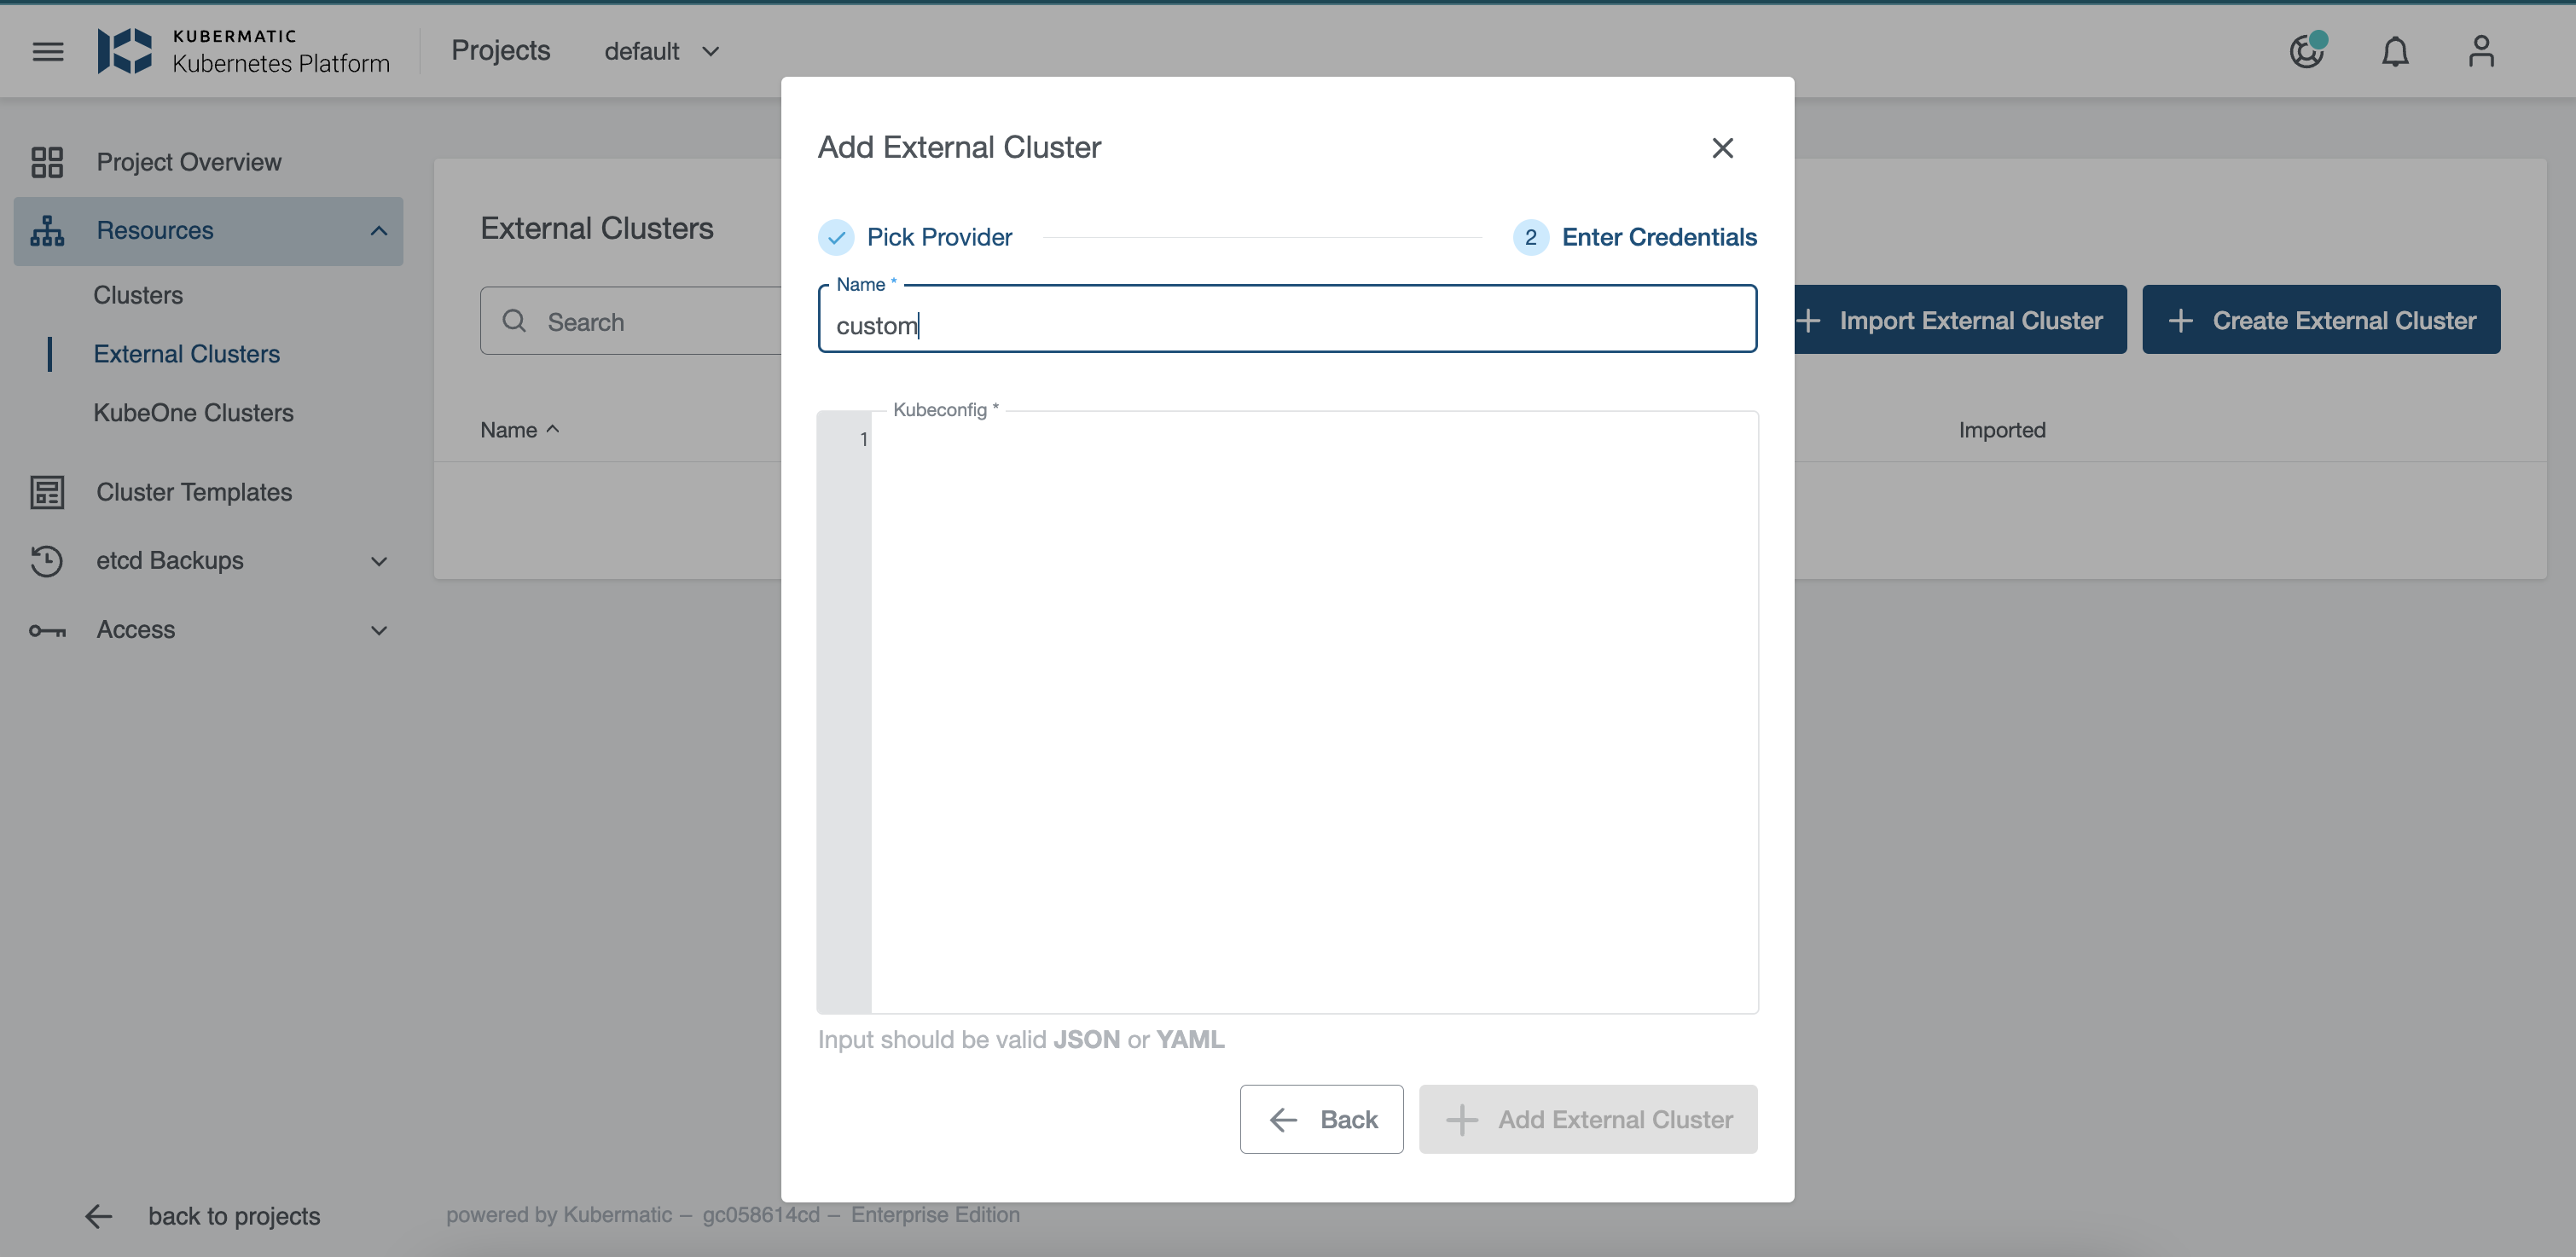 KUBERMATIC
Kubernetes Platform
Projects
default
Project Overview
Resources
Clusters
External Clusters
KubeOne Clusters
Cluster Templates
etcd Backups
Access
back to projects
External Clusters
Search
Import External Cluster
Create External Cluster
Name
Imported
Add External Cluster
Pick Provider
2 Enter Credentials
Name *
custom
Kubeconfig *
1
Input should be valid JSON or YAML
Back
Add External Cluster
powered by Kubermatic – gc058614cd – Enterprise Edition